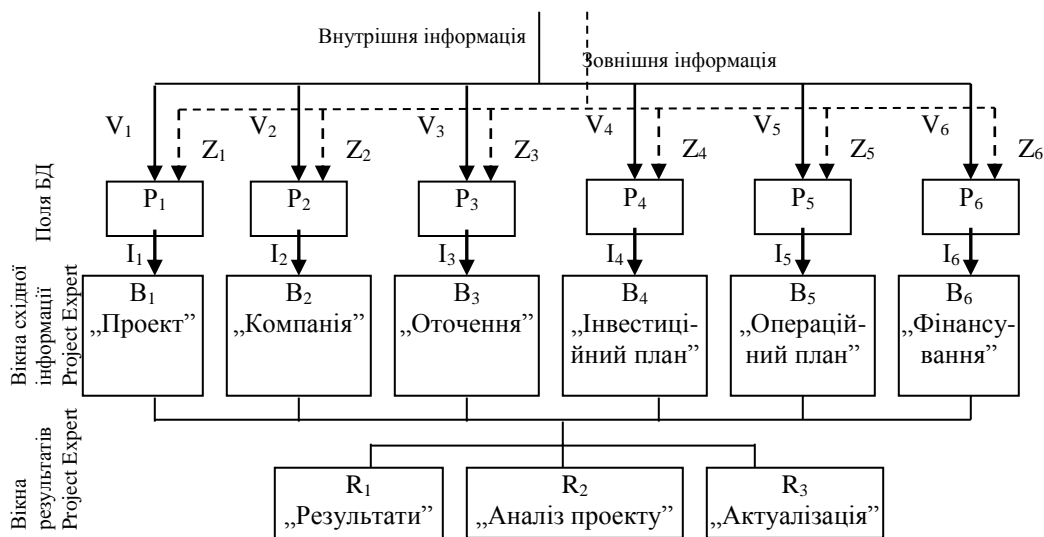 Внутрішня інформація
Зовнішня інформація
V₁ V₂ V₃ V₄ V₅ V₆
Z₁ Z₂ Z₃ Z₄ Z₅ Z₆
Поля БД
P₁ P₂ P₃ P₄ P₅ P₆
I₁ I₂ I₃ I₄ I₅ I₆
Вікна східної
інформації
Project Expert
B₁
„Проект”
B₂
„Компанія”
B₃
„Оточення”
B₄
„Інвестиці-
йний план”
B₅
„Операцій-
ний план”
B₆
„Фінансу-
вання”
Вікна
результатів
Project Expert
R₁
„Результати”
R₂
„Аналіз проекту”
R₃
„Актуалізація”